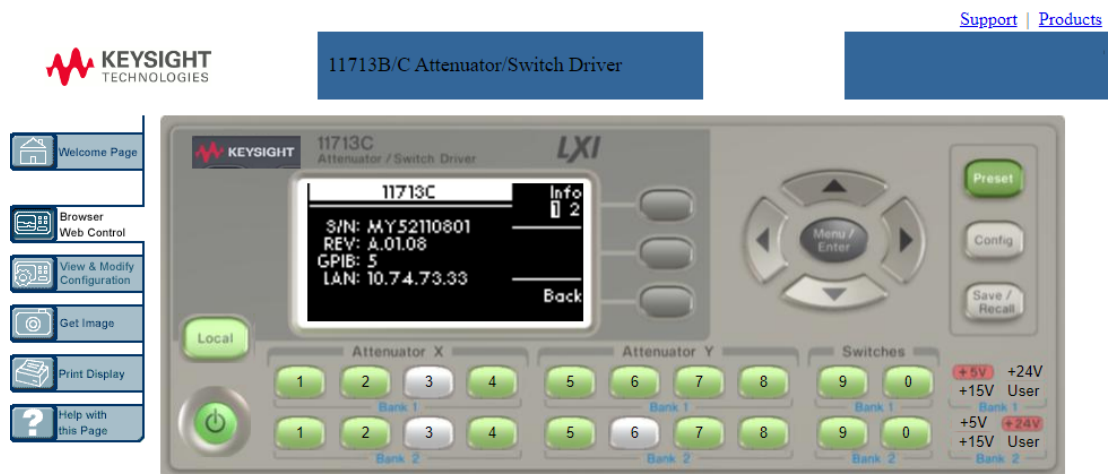 Support | Products
KEYSIGHT
TECHNOLOGIES
11713B/C Attenuator/Switch Driver
Welcome Page
Browser
Web Control
View & Modify
Configuration
Get Image
Print Display
Help with
this Page
KEYSIGHT
11713C
Attenuator / Switch Driver
LXI
11713C
Info
1 2
S/N: MY52110801
REV: A.01.08
GPIB: 5
LAN: 10.74.73.33
Back
Menu /
Enter
Preset
Config
Save /
Recall
Local
Attenuator X
Attenuator Y
Switches
1 2 3 4 5 6 7 8 9 0
+5V +24V
+15V User
Bank 1 Bank 1 Bank 1 Bank 1
1 2 3 4 5 6 7 8 9 0
+5V +24V
+15V User
Bank 2 Bank 2 Bank 2 Bank 2